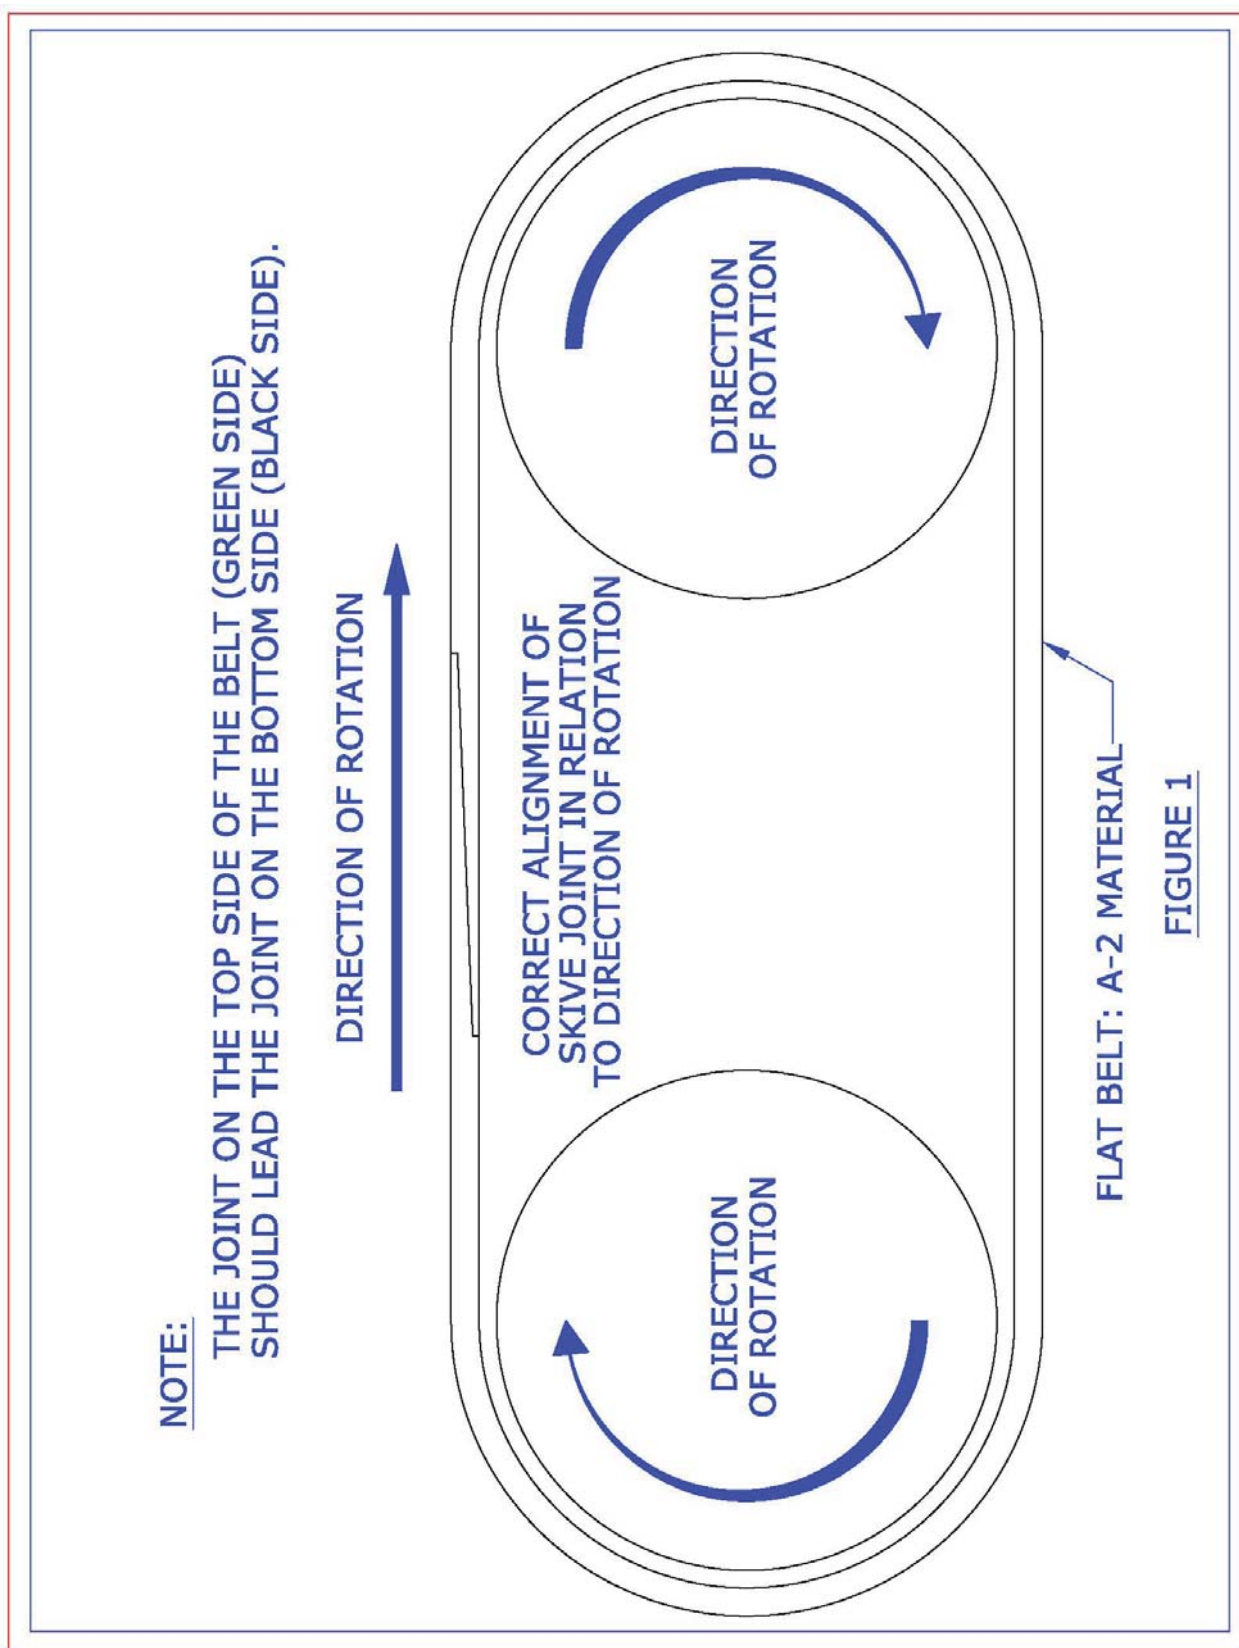 NOTE:
THE JOINT ON THE TOP SIDE OF THE BELT (GREEN SIDE)
SHOULD LEAD THE JOINT ON THE BOTTOM SIDE (BLACK SIDE).
DIRECTION OF ROTATION
CORRECT ALIGNMENT OF
SKIVE JOINT IN RELATION
TO DIRECTION OF ROTATION
DIRECTION
OF ROTATION
DIRECTION
OF ROTATION
FLAT BELT: A-2 MATERIAL
FIGURE 1